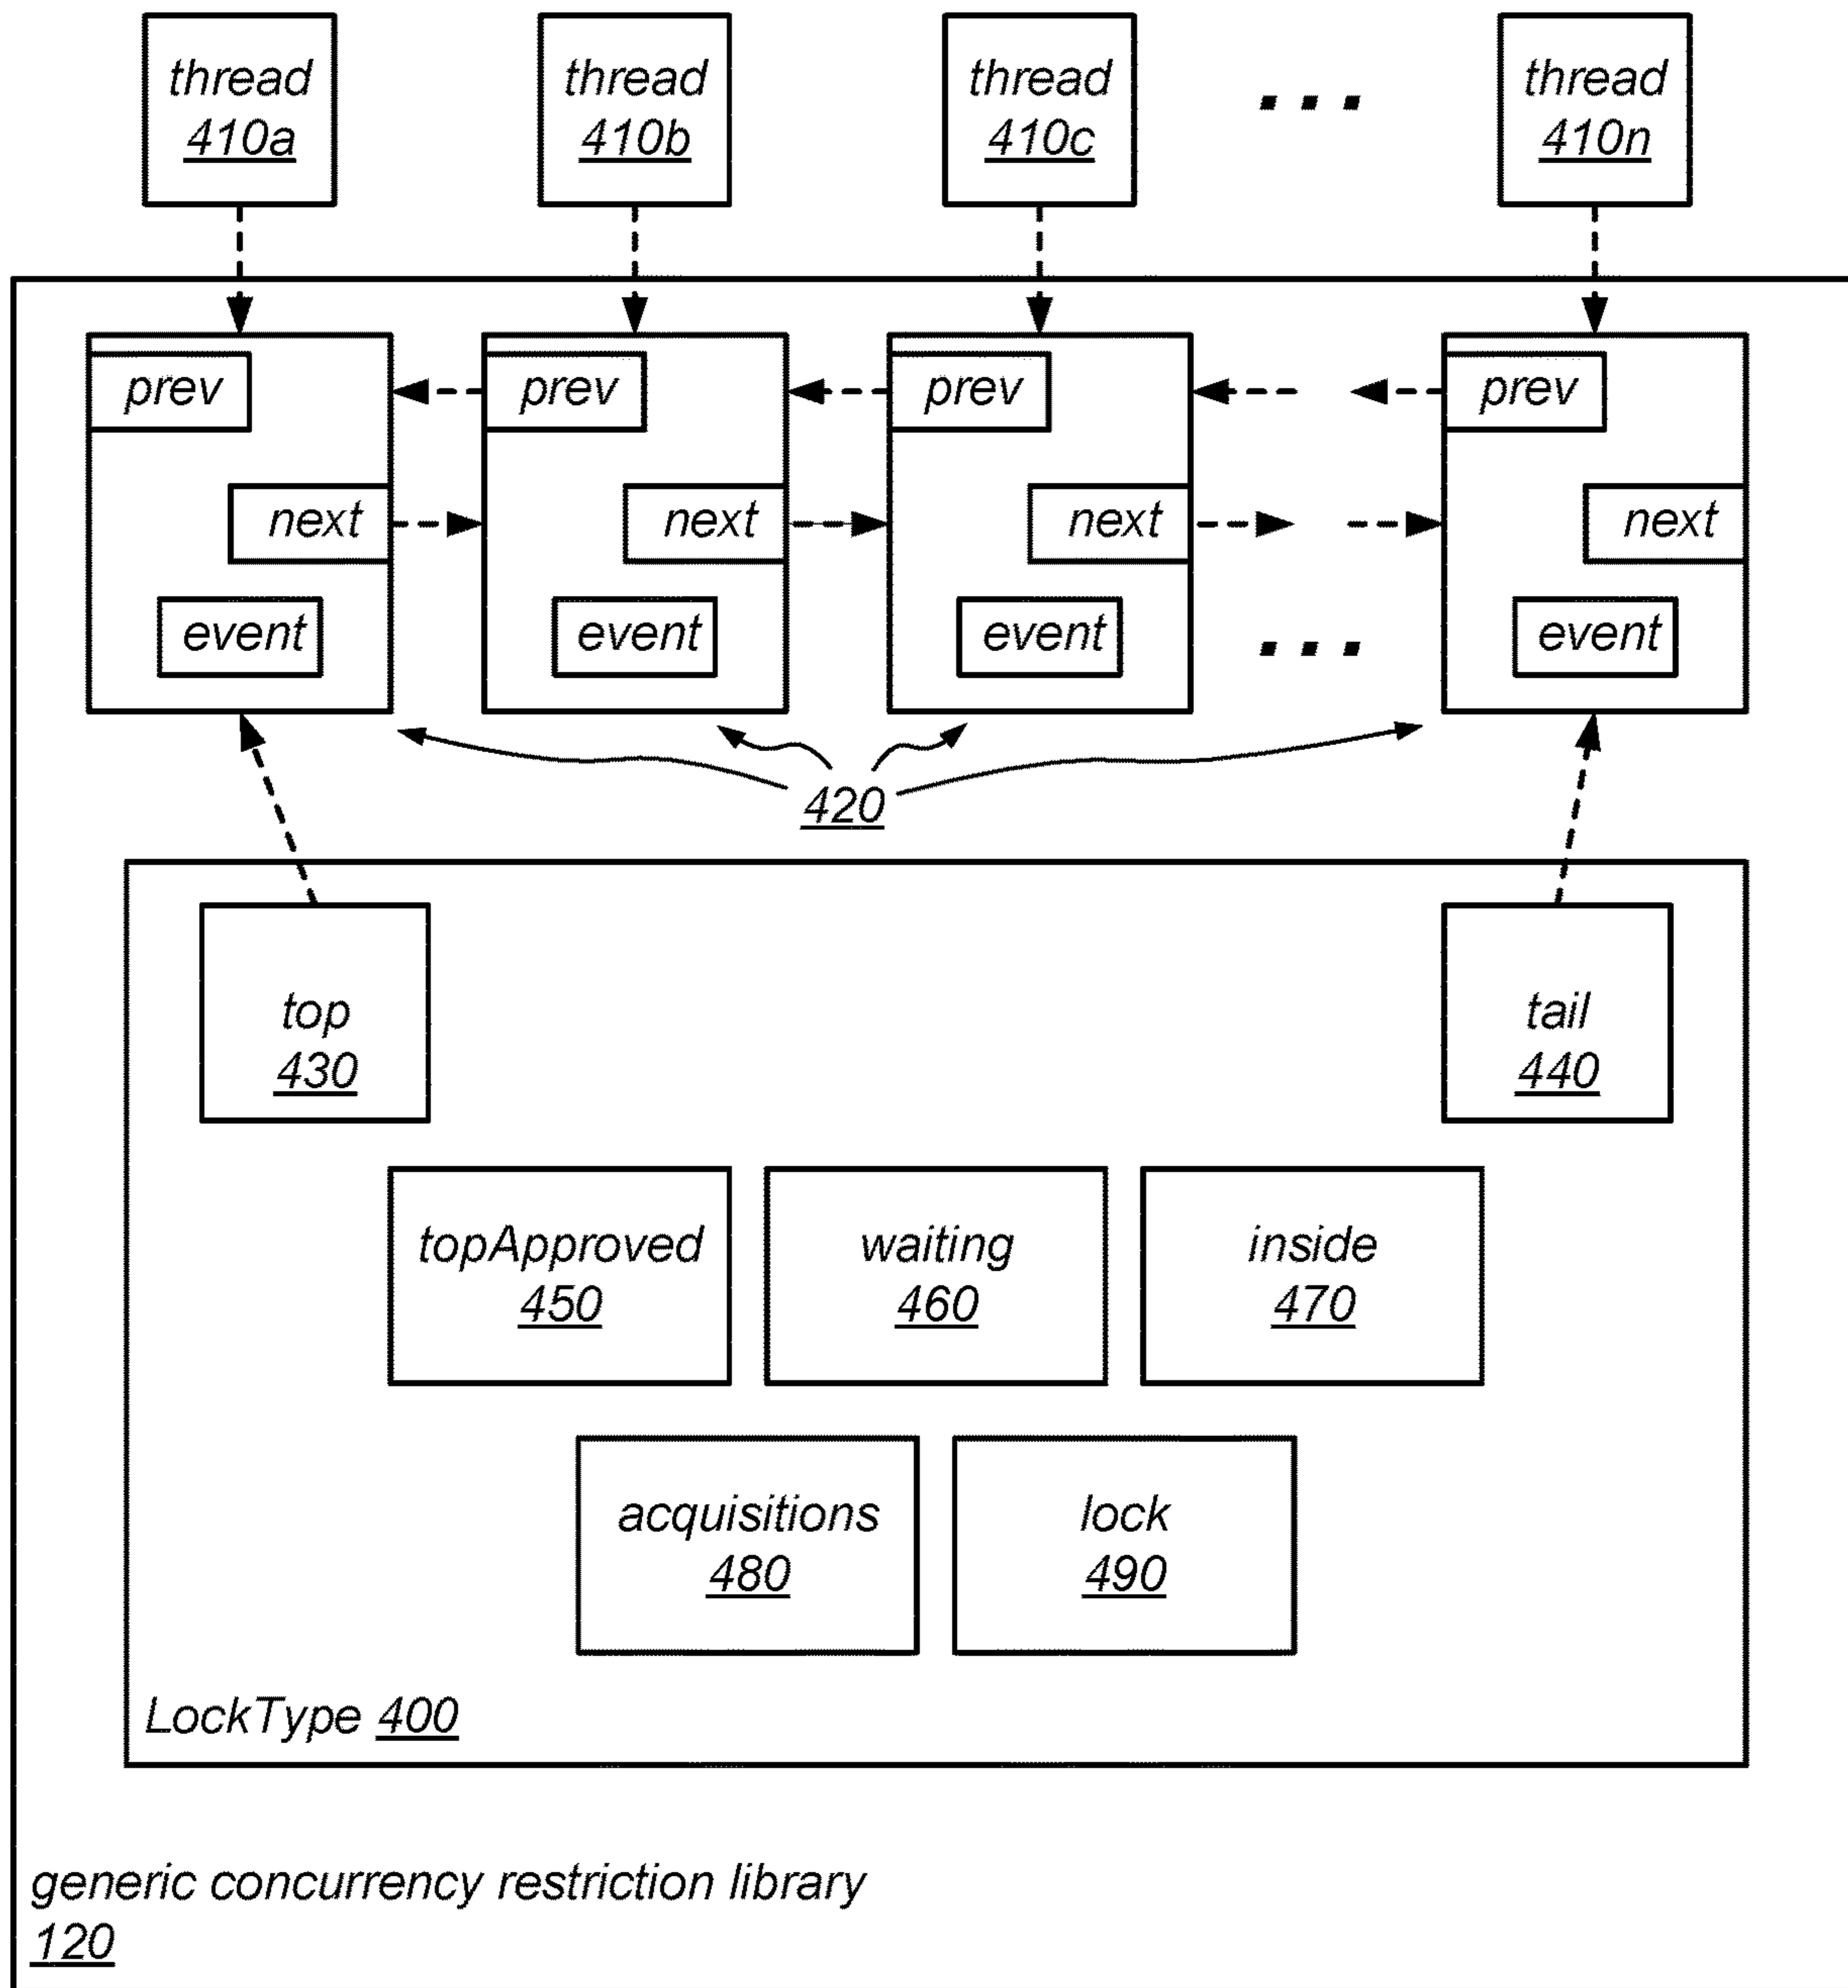 thread
410a
thread
410b
thread
410c
...
thread
410n
prev
prev
prev
prev
next
next
next
next
event
event
event
...
event
420
top
430
tail
440
topApproved
450
waiting
460
inside
470
acquisitions
480
lock
490
LockType 400
generic concurrency restriction library
120